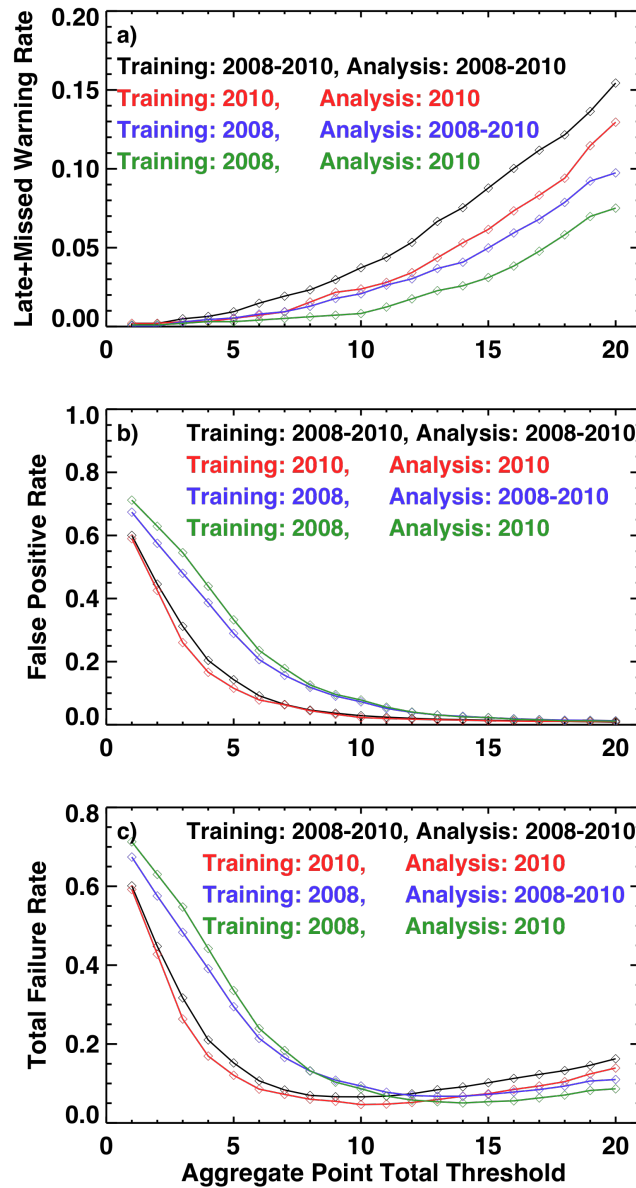 0.20
a)
Training: 2008-2010, Analysis: 2008-2010
Training: 2010, Analysis: 2010
Training: 2008, Analysis: 2008-2010
Training: 2008, Analysis: 2010
0.15
0.10
0.05
0.00
Late+Missed Warning Rate
0 5 10 15 20
1.0
b)
Training: 2008-2010, Analysis: 2008-2010
Training: 2010, Analysis: 2010
Training: 2008, Analysis: 2008-2010
Training: 2008, Analysis: 2010
0.8
0.6
0.4
0.2
0.0
False Positive Rate
0 5 10 15 20
0.8
c)
Training: 2008-2010, Analysis: 2008-2010
Training: 2010, Analysis: 2010
Training: 2008, Analysis: 2008-2010
Training: 2008, Analysis: 2010
0.6
0.4
0.2
0.0
Total Failure Rate
0 5 10 15 20
Aggregate Point Total Threshold